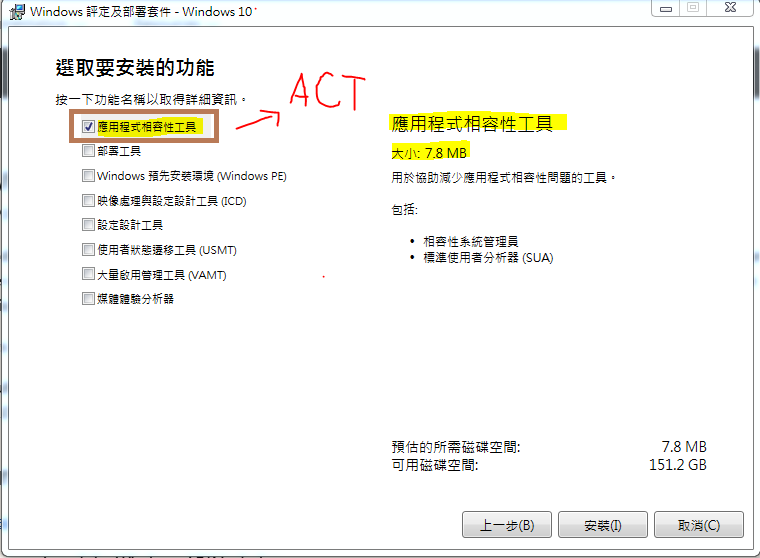 Windows 評定及部署套件 - Windows 10
選取要安裝的功能
按一下功能名稱以取得詳細資訊。
ACT
應用程式相容性工具
部署工具
Windows 預先安裝環境 (Windows PE)
映像處理與設定設計工具 (ICD)
設定設計工具
使用者狀態遷移工具 (USMT)
大量啟用管理工具 (VAMT)
媒體體驗分析器
應用程式相容性工具
大小: 7.8 MB
用於協助減少應用程式相容性問題的工具。
包括:
• 相容性系統管理員
• 標準使用者分析器 (SUA)
預估的所需磁碟空間: 7.8 MB
可用磁碟空間: 151.2 GB
上一步(B) 安裝(I) 取消(C)